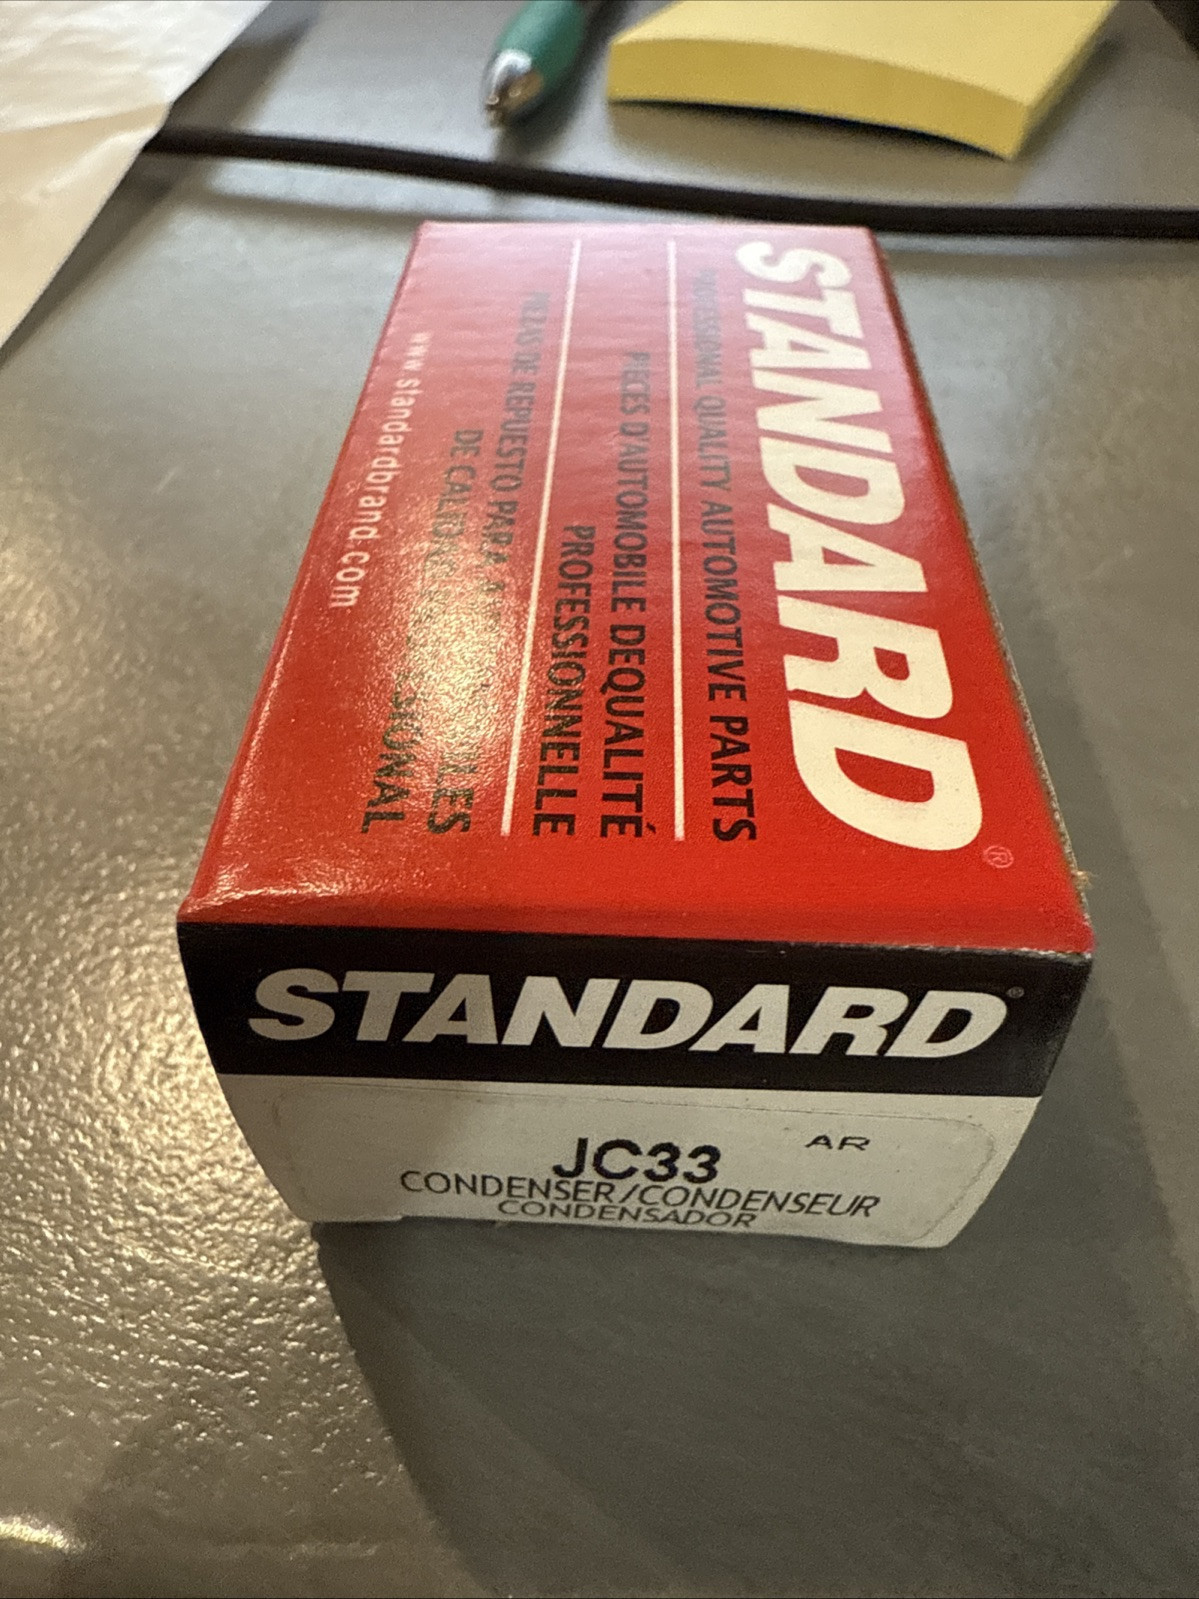 STANDARD®
PROFESSIONAL QUALITY AUTOMOTIVE PARTS
PIÈCES D'AUTOMOBILE DEQUALITÉ
PROFESSIONNELLE
PIEZAS DE REPUESTO PARA
DE
www.standardbrand.com
STANDARD®
AR
JC33
CONDENSER/CONDENSEUR
CONDENSADOR